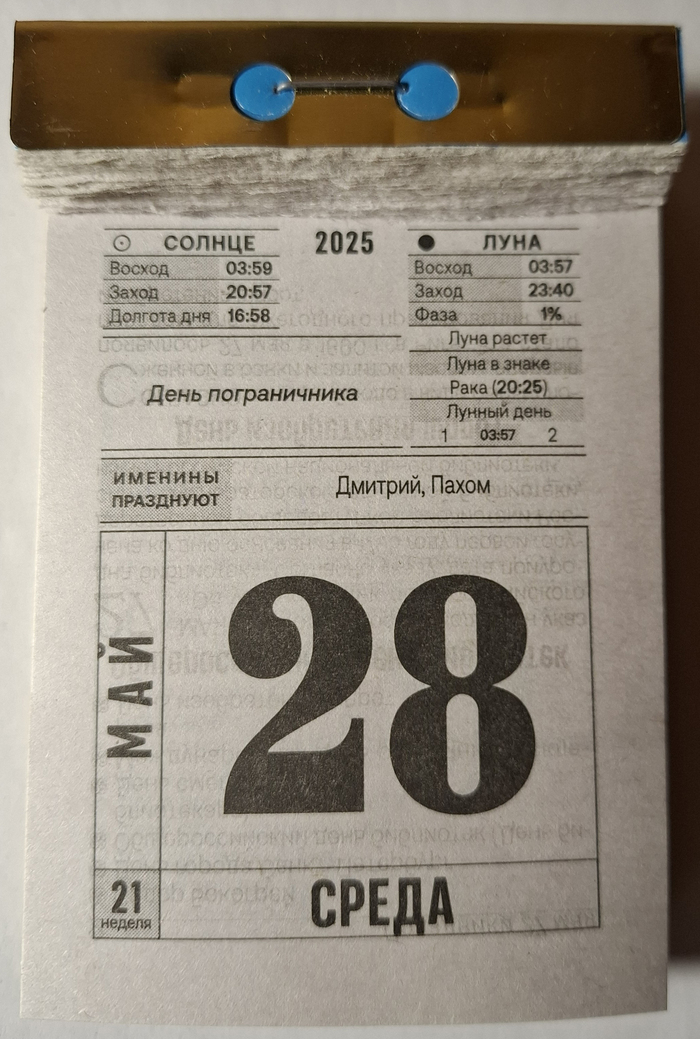 СОЛНЦЕ
Восход 03:59
Заход 20:57
Долгота дня 16:58
2025
ЛУНА
Восход 03:57
Заход 23:40
Фаза 1%
Луна растет
Луна в знаке
Рака (20:25)
Лунный день
1 03:57 2
День пограничника
ИМЕНИНЫ
ПРАЗДНУЮТ
Дмитрий, Пахом
МАЙ
28
21
неделя
СРЕДА